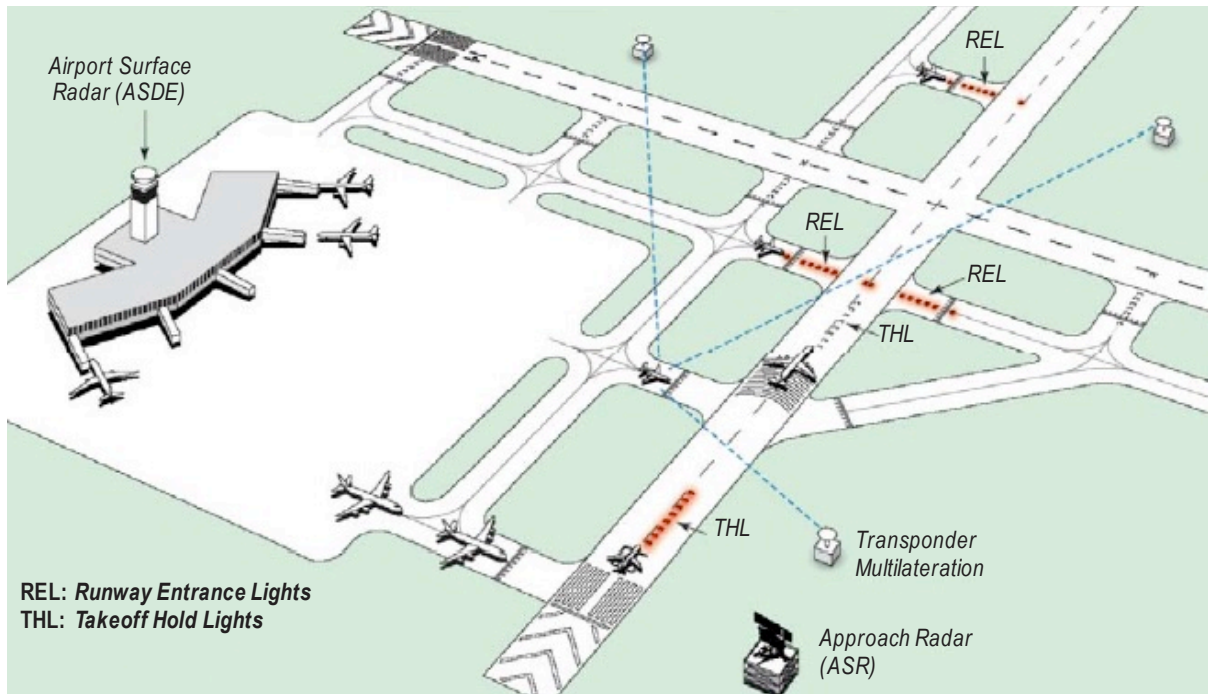 Airport Surface
Radar (ASDE)
REL
REL
REL
THL
THL
Transponder
Multilateration
REL: Runway Entrance Lights
THL: Takeoff Hold Lights
Approach Radar
(ASR)